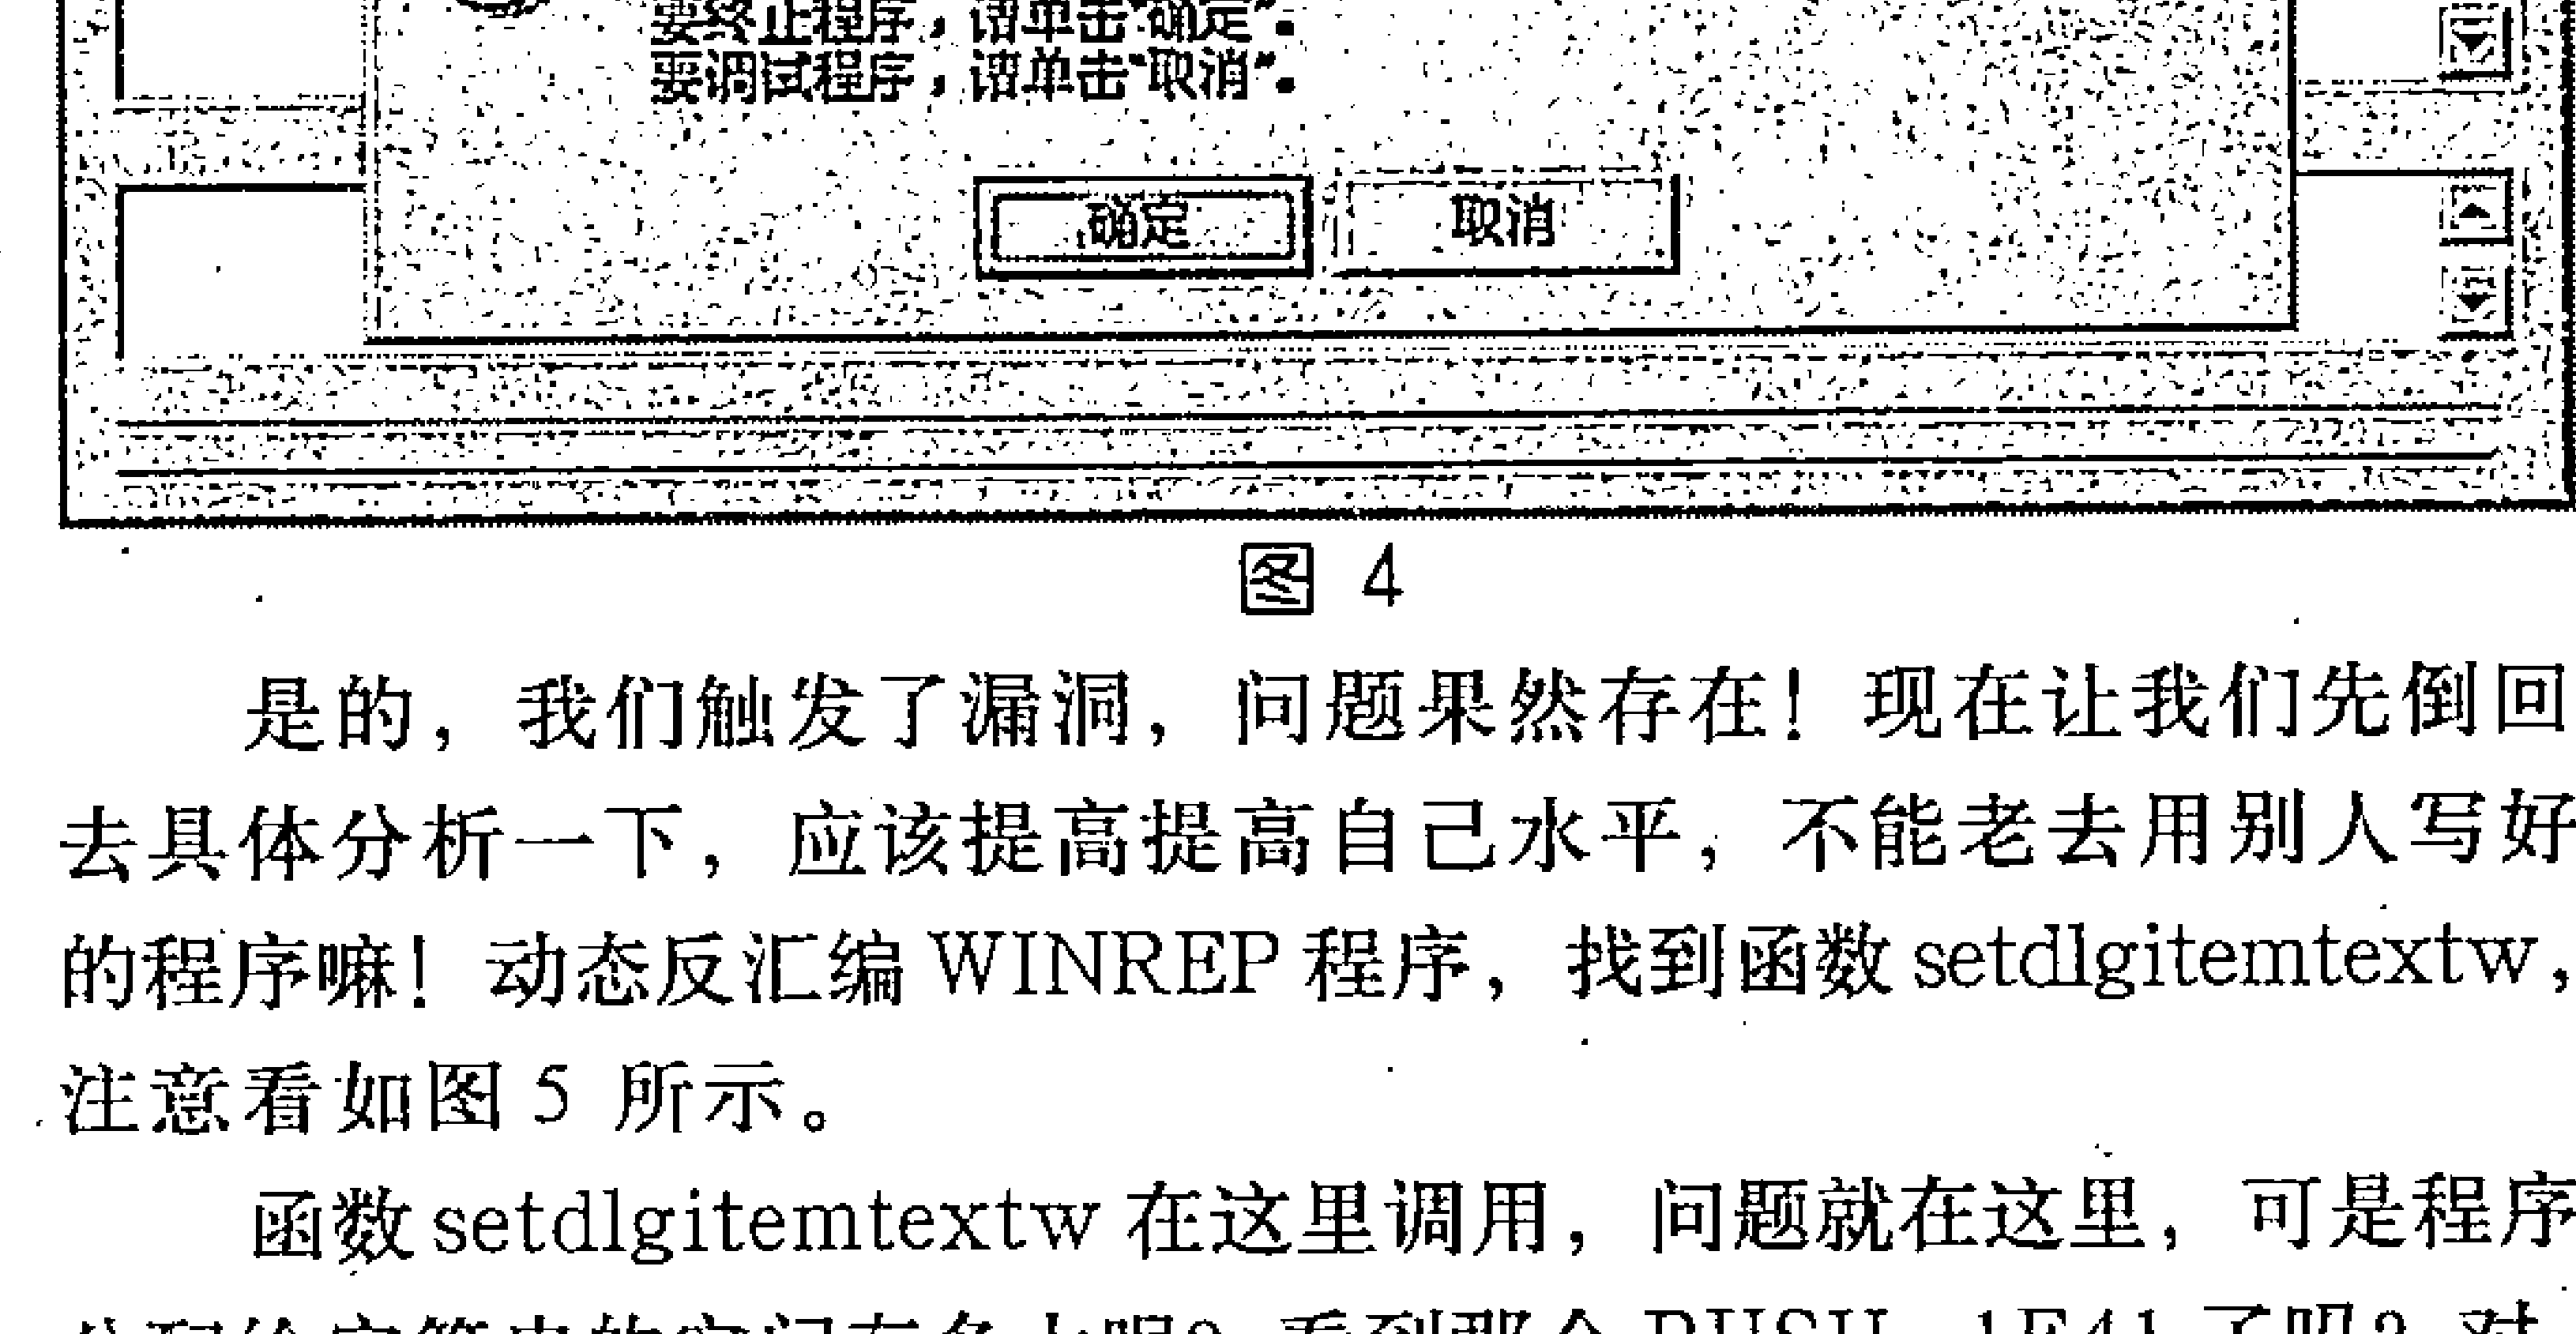 要终止程序，请单击“确定”。
要调试程序，请单击“取消”。
确定 取消
图 4
是的，我们触发了漏洞，问题果然存在！现在让我们先倒回
去具体分析一下，应该提高提高自己水平，不能老去用别人写好
的程序嘛！动态反汇编 WINREP 程序，找到函数 setdlgitemtextw，
注意看如图 5 所示。
函数 setdlgitemtextw 在这里调用，问题就在这里，可是程序